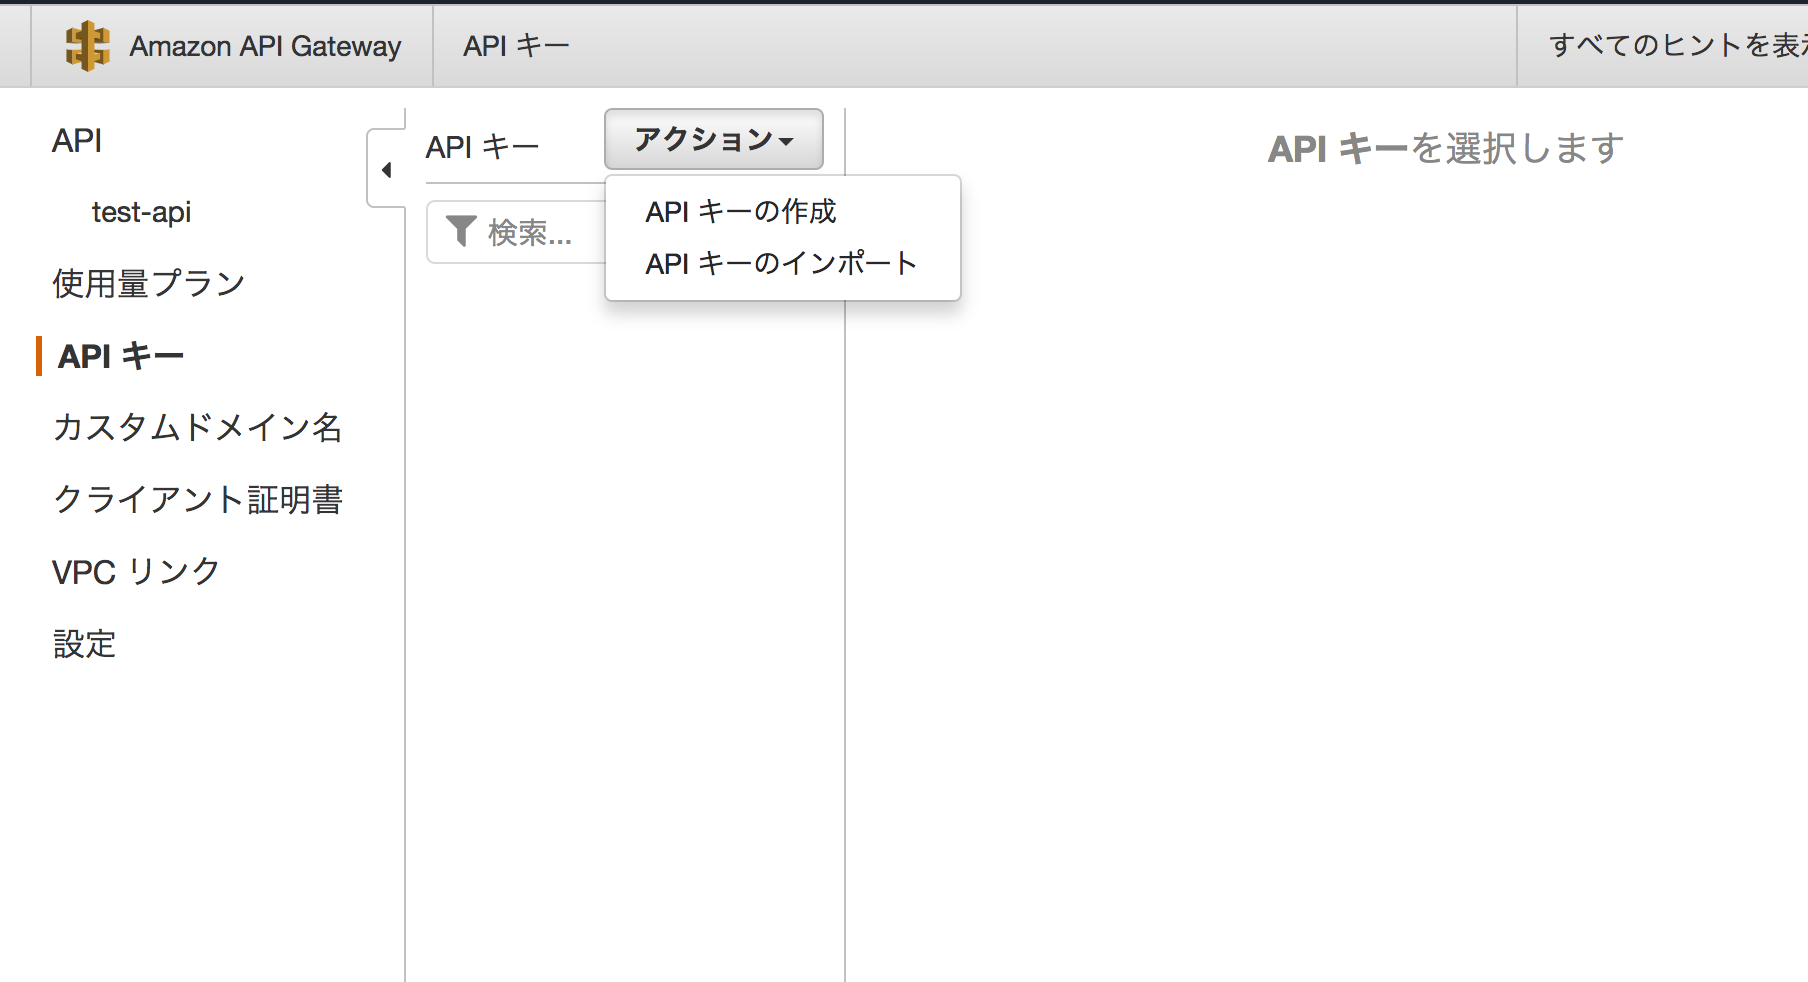 Amazon API Gateway
API キー
すべてのヒントを表
API
test-api
使用量プラン
API キー
カスタムドメイン名
クライアント証明書
VPC リンク
設定
API キー
アクション
検索...
API キーの作成
API キーのインポート
API キーを選択します